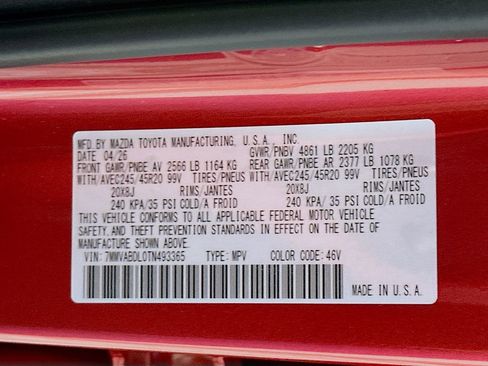 MFD. BY MAZDA TOYOTA MANUFACTURING, U.S.A., INC.
DATE 04/26 GVWR/PNBV 4861 LB 2205 KG
FRONT GAWR/PNBE AV 2566 LB 1164 KG REAR GAWR/PNBE AR 2377 LB 1078 KG
WITH/AVEC245/45R20 99V TIRES/PNEUS WITH/AVEC245/45R20 99V TIRES/PNEUS
20X8J RIMS/JANTES 20X8J RIMS/JANTES
240 KPA/35 PSI COLD/A FROID 240 KPA/35 PSI COLD/A FROID
THIS VEHICLE CONFORMS TO ALL APPLICABLE FEDERAL MOTOR VEHICLE
SAFETY, AND THEFT PREVENTION STANDARDS IN EFFECT ON THE DATE OF
MANUFACTURE SHOWN ABOVE.
VIN: 7MMVABDL0TN493365 TYPE: MPV COLOR CODE: 46V
MADE IN U.S.A.